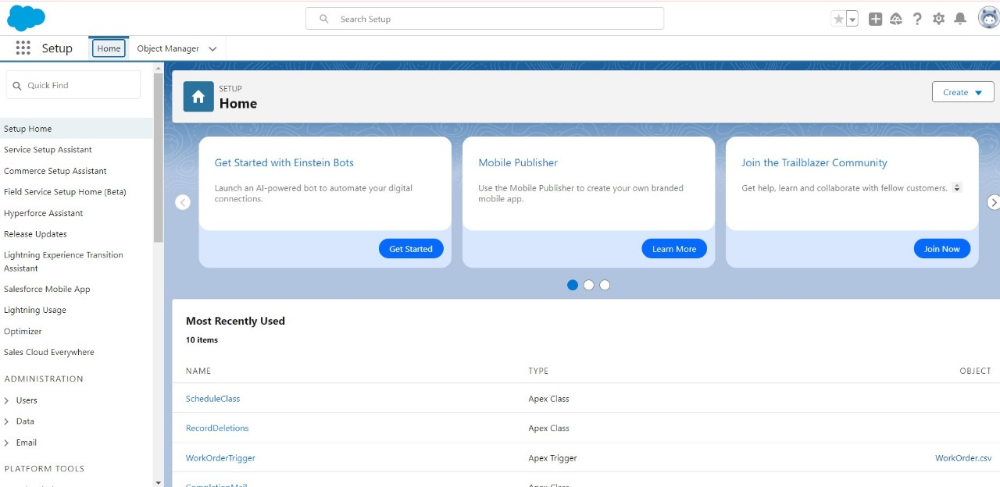 Search Setup
Setup
Home
Object Manager
Quick Find
Setup Home
Service Setup Assistant
Commerce Setup Assistant
Field Service Setup Home (Beta)
Hyperforce Assistant
Release Updates
Lightning Experience Transition
Assistant
Salesforce Mobile App
Lightning Usage
Optimizer
Sales Cloud Everywhere
ADMINISTRATION
Users
Data
Email
PLATFORM TOOLS
SETUP
Home
Create
Get Started with Einstein Bots
Launch an AI-powered bot to automate your digital
connections.
Get Started
Mobile Publisher
Use the Mobile Publisher to create your own branded
mobile app.
Learn More
Join the Trailblazer Community
Get help, learn and collaborate with fellow customers.
Join Now
Most Recently Used
10 items
NAME TYPE OBJECT
ScheduleClass Apex Class
RecordDeletions Apex Class
WorkOrderTrigger Apex Trigger WorkOrder.csv
CompletionMail Apex Class